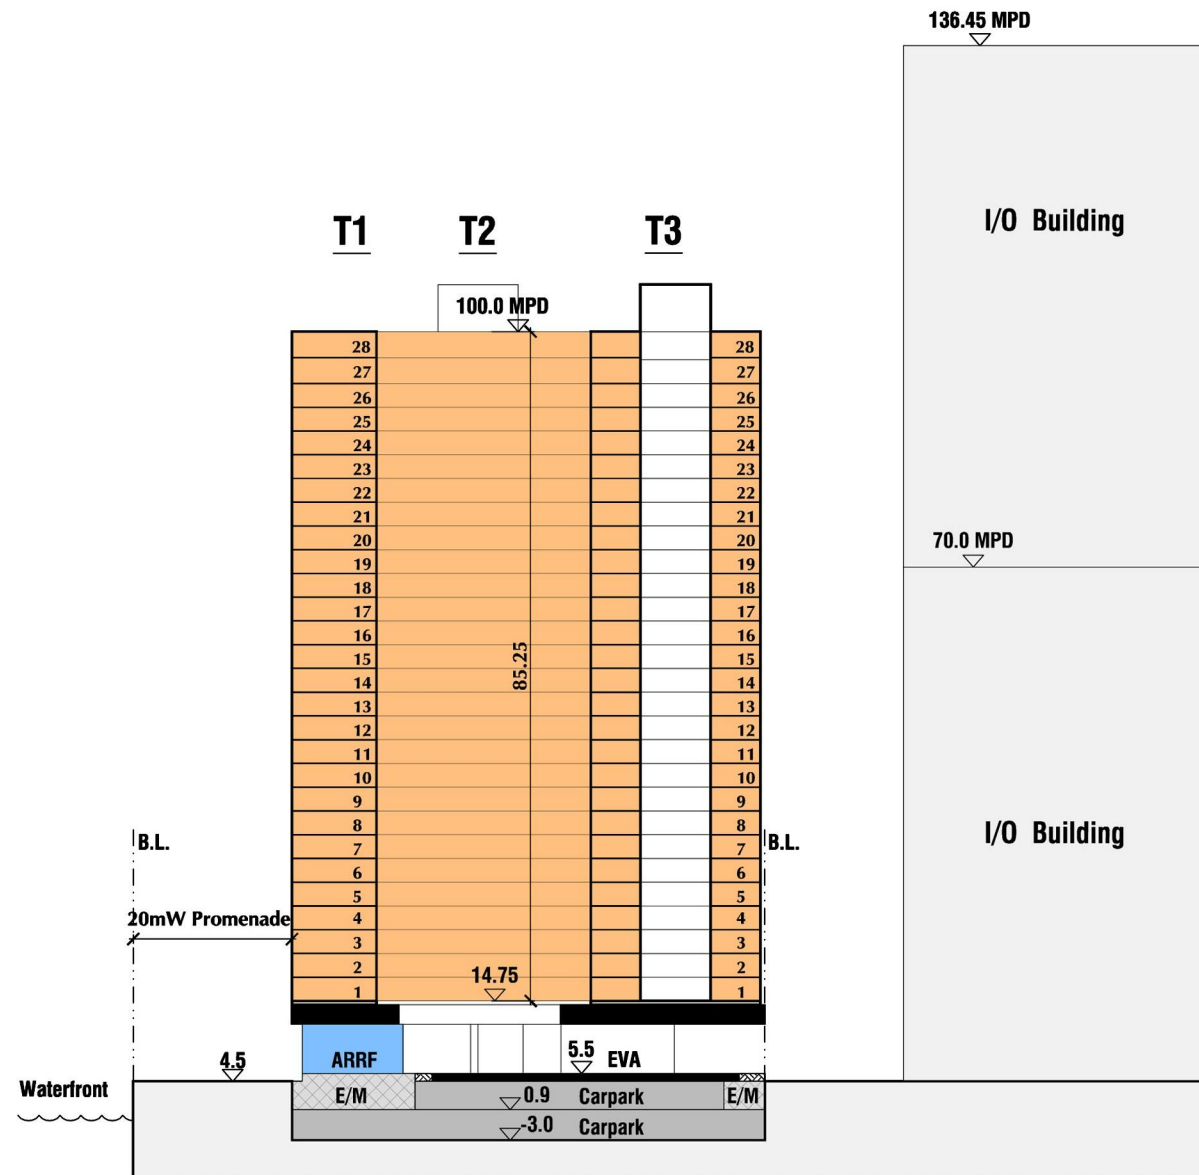 136.45 MPD
I/O Building
T1 T2 T3
100.0 MPD
28 28
27 27
26 26
25 25
24 24
23 23
22 22
21 21
20 20
19 19
18 18
70.0 MPD
17 17
16 16
15 15
85.25
14 14
13 13
12 12
11 11
10 10
9 9
8 8
I/O Building
B.L. B.L.
7 7
6 6
5 5
20mW Promenade
4 4
3 3
2 2
14.75
1 1
4.5
ARRF
5.5 EVA
Waterfront
E/M
0.9 Carpark
E/M
-3.0 Carpark